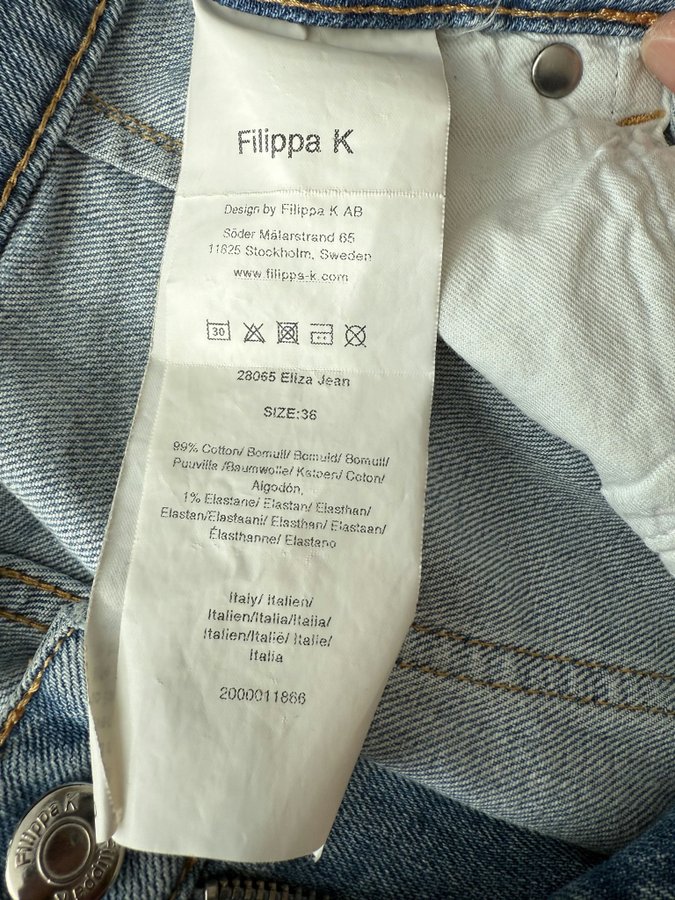 Filippa K
Design by Filippa K AB
Söder Mälarstrand 65
11825 Stockholm, Sweden
www.filippa-k.com
30
28065 Eliza Jean
SIZE:36
99% Cotton/ Bomull/ Bomuld/ Bomull/
Puuvilla /Baumwolle/ Katoen/ Coton/
Algodón,
1% Elastane/ Elastan/ Elasthan/
Elastan/Elastaani/ Elasthan/ Elastaan/
Élasthanne/ Elastano
Italy/ Italien/
Italien/Italia/Italia/
Italien/Italië/ Italie/
Italia
2000011866
Filippa K